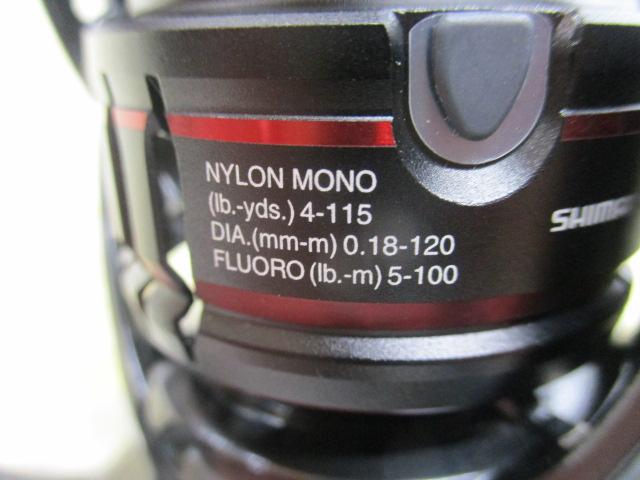 NYLON MONO
(lb.-yds.) 4-115
DIA.(mm-m) 0.18-120
FLUORO (lb.-m) 5-100